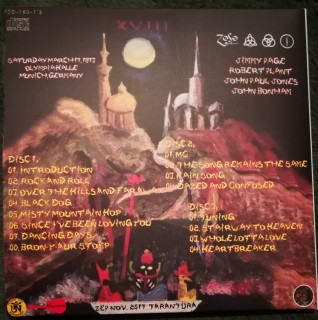 XVIII
SATURDAY MARCH 17, 1973
OLYMPIAHALLE
MUNICH, GERMANY
ZOSO
JIMMY PAGE
ROBERT PLANT
JOHN PAUL JONES
JOHN BONHAM
DISC 1.
01. INTRODUCTION
02. ROCK AND ROLL
03. OVER THE HILLS AND FAR AWAY
04. BLACK DOG
05. MISTY MOUNTAIN HOP
06. SINCE I'VE BEEN LOVING YOU
07. DANCING DAYS
08. BRON-Y-AUR STOMP
DISC 2.
01. MC
02. THE SONG REMAINS THE SAME
03. RAIN SONG
04. DAZED AND CONFUSED
DISC 3.
01. TUNING
02. STAIRWAY TO HEAVEN
03. WHOLE LOTTA LOVE
04. HEARTBREAKER
ZEP NOV. 2017 TARANTURA